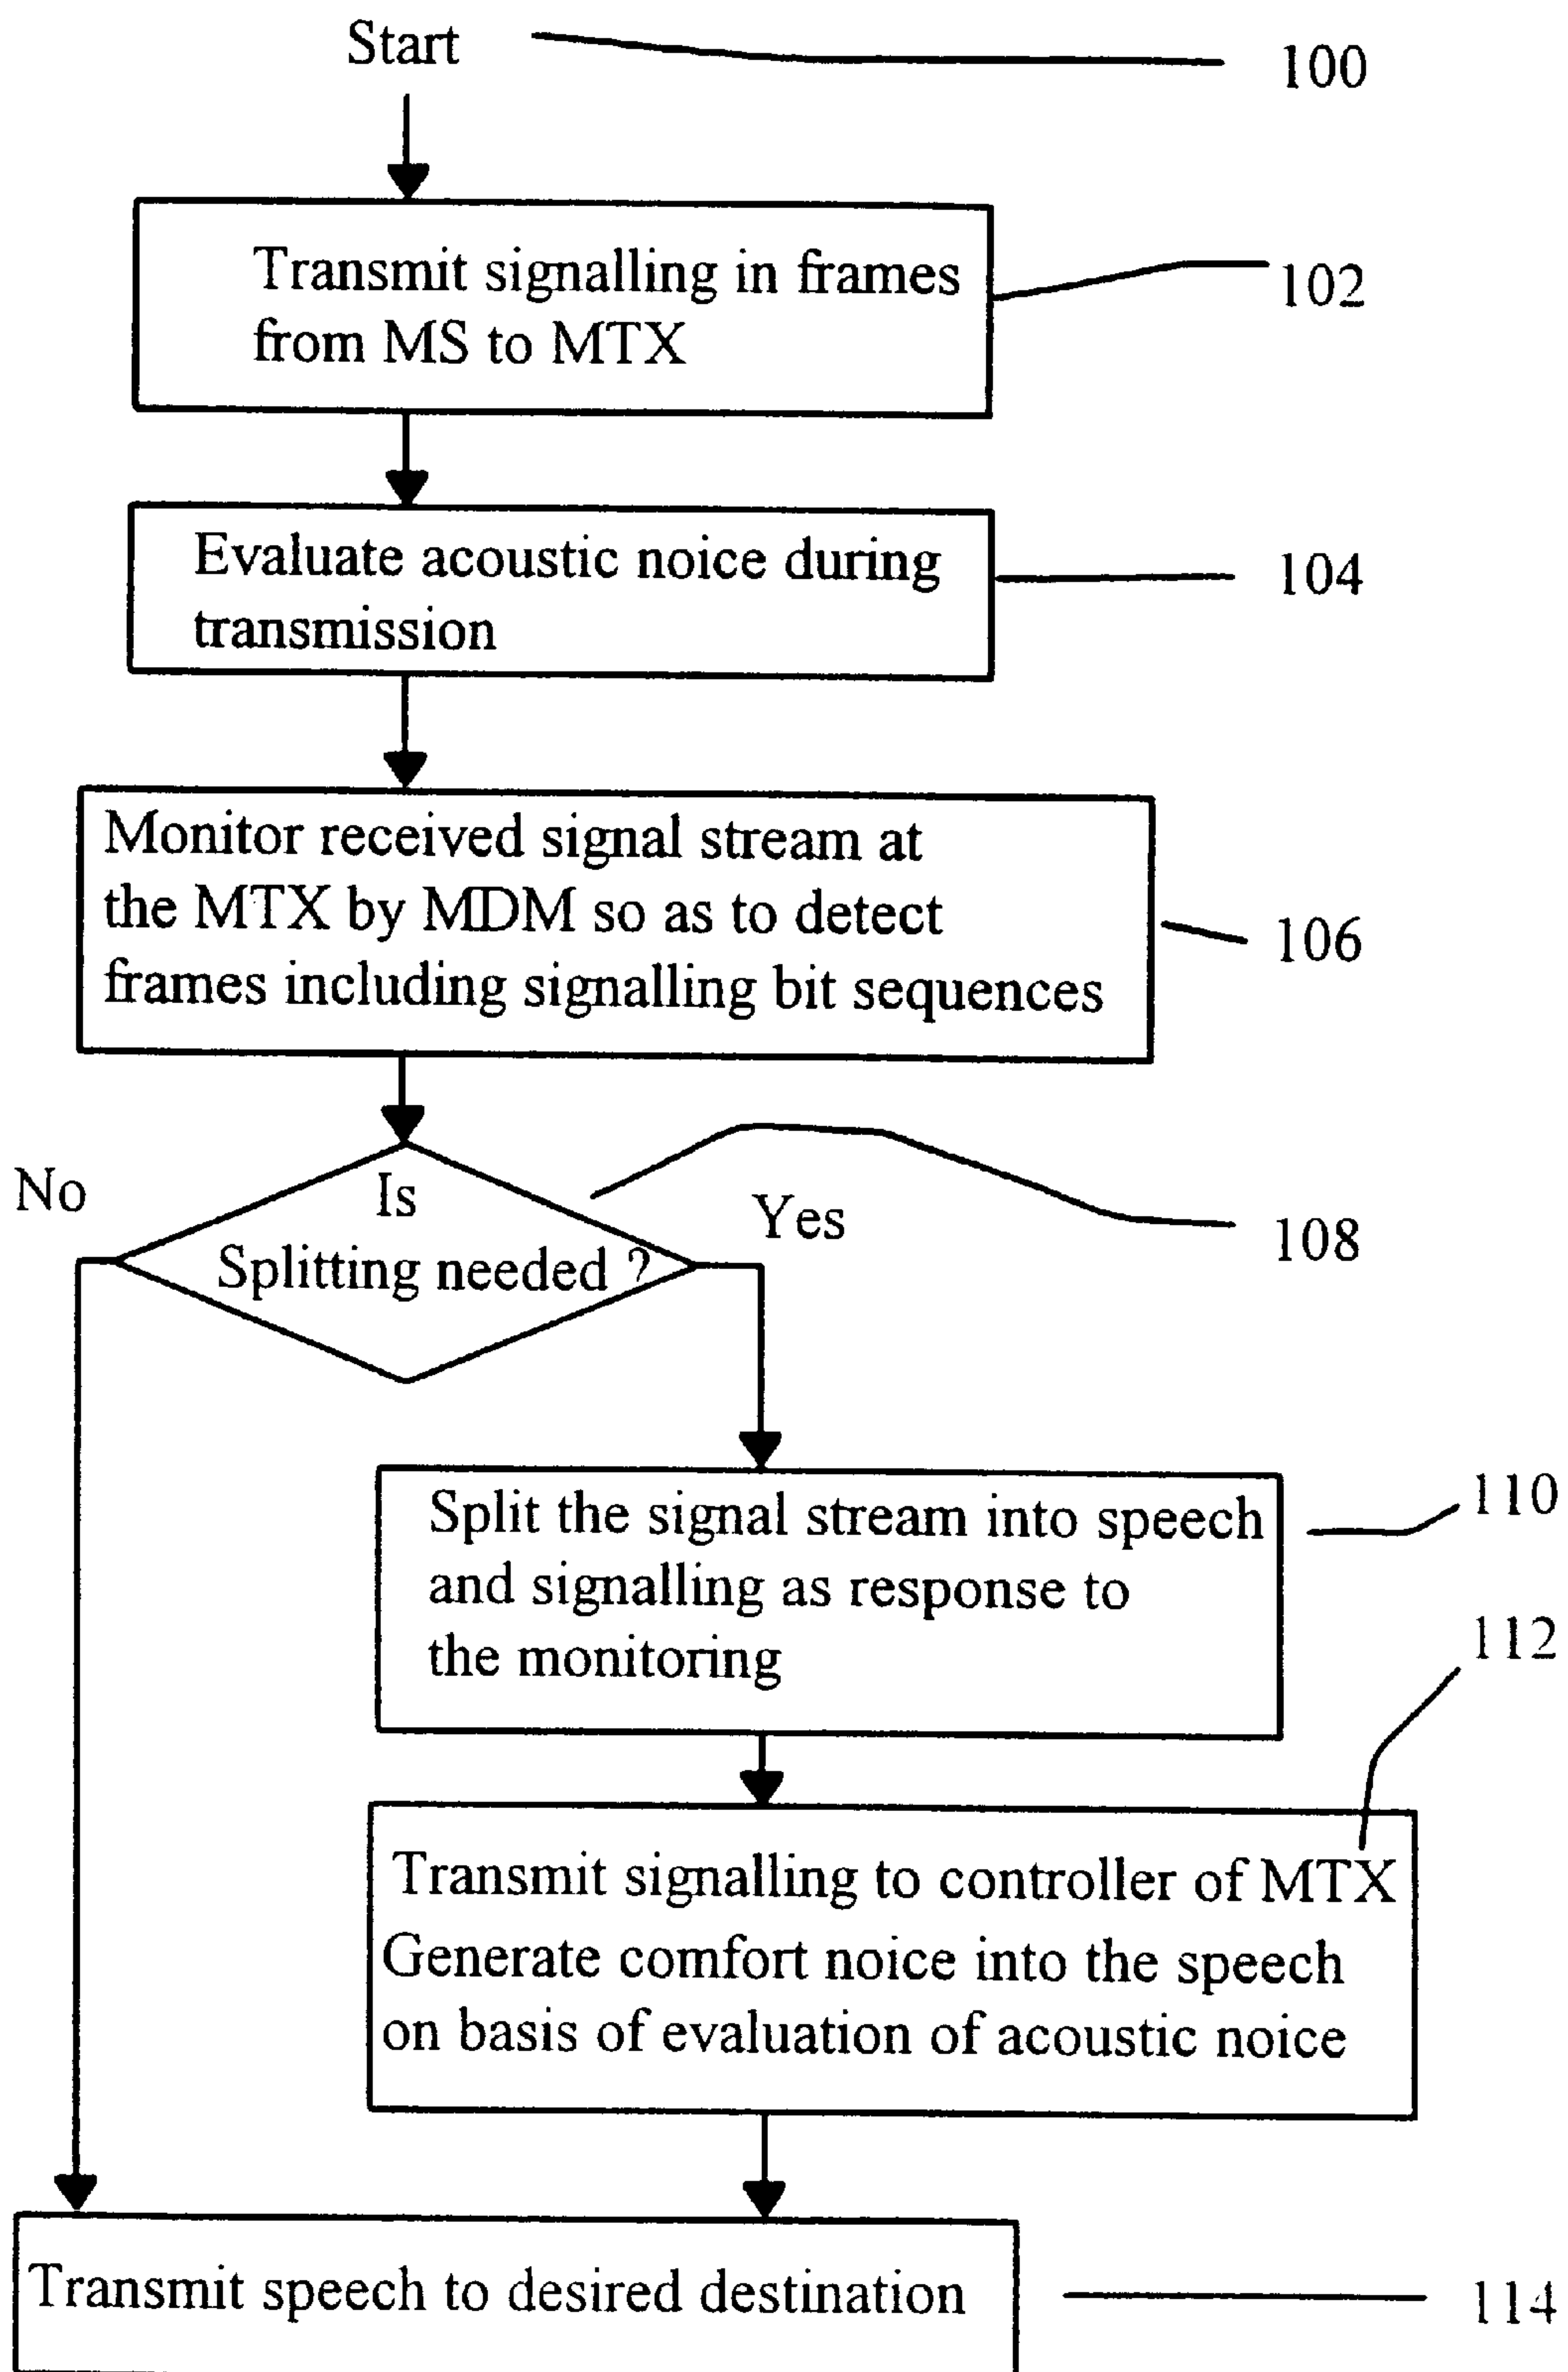 Start
100
Transmit signalling in frames
from MS to MTX
102
Evaluate acoustic noice during
transmission
104
Monitor received signal stream at
the MTX by MDM so as to detect
frames including signalling bit sequences
106
No
Is
Splitting needed ?
Yes
108
Split the signal stream into speech
and signalling as response to
the monitoring
110
112
Transmit signalling to controller of MTX
Generate comfort noice into the speech
on basis of evaluation of acoustic noice
Transmit speech to desired destination
114